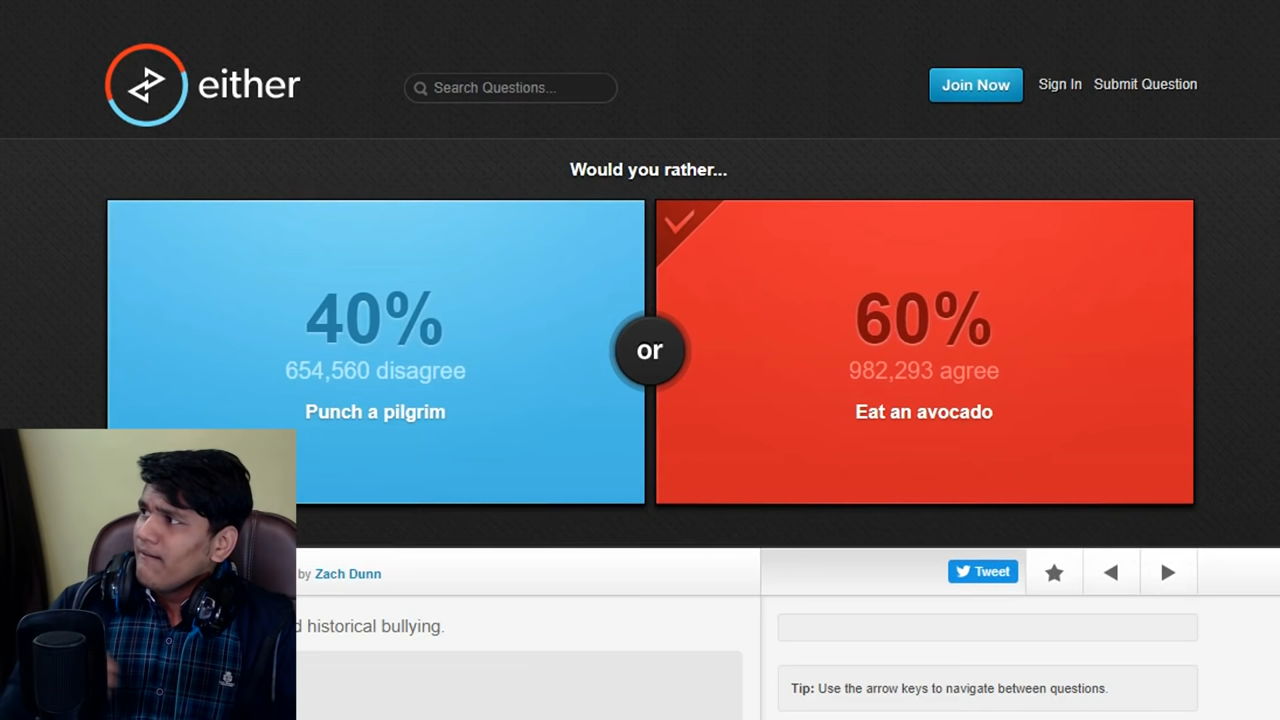 either
Search Questions...
Join Now
Sign In
Submit Question
Would you rather...
40%
654,560 disagree
Punch a pilgrim
or
60%
982,293 agree
Eat an avocado
by Zach Dunn
Tweet
historical bullying.
Tip: Use the arrow keys to navigate between questions.